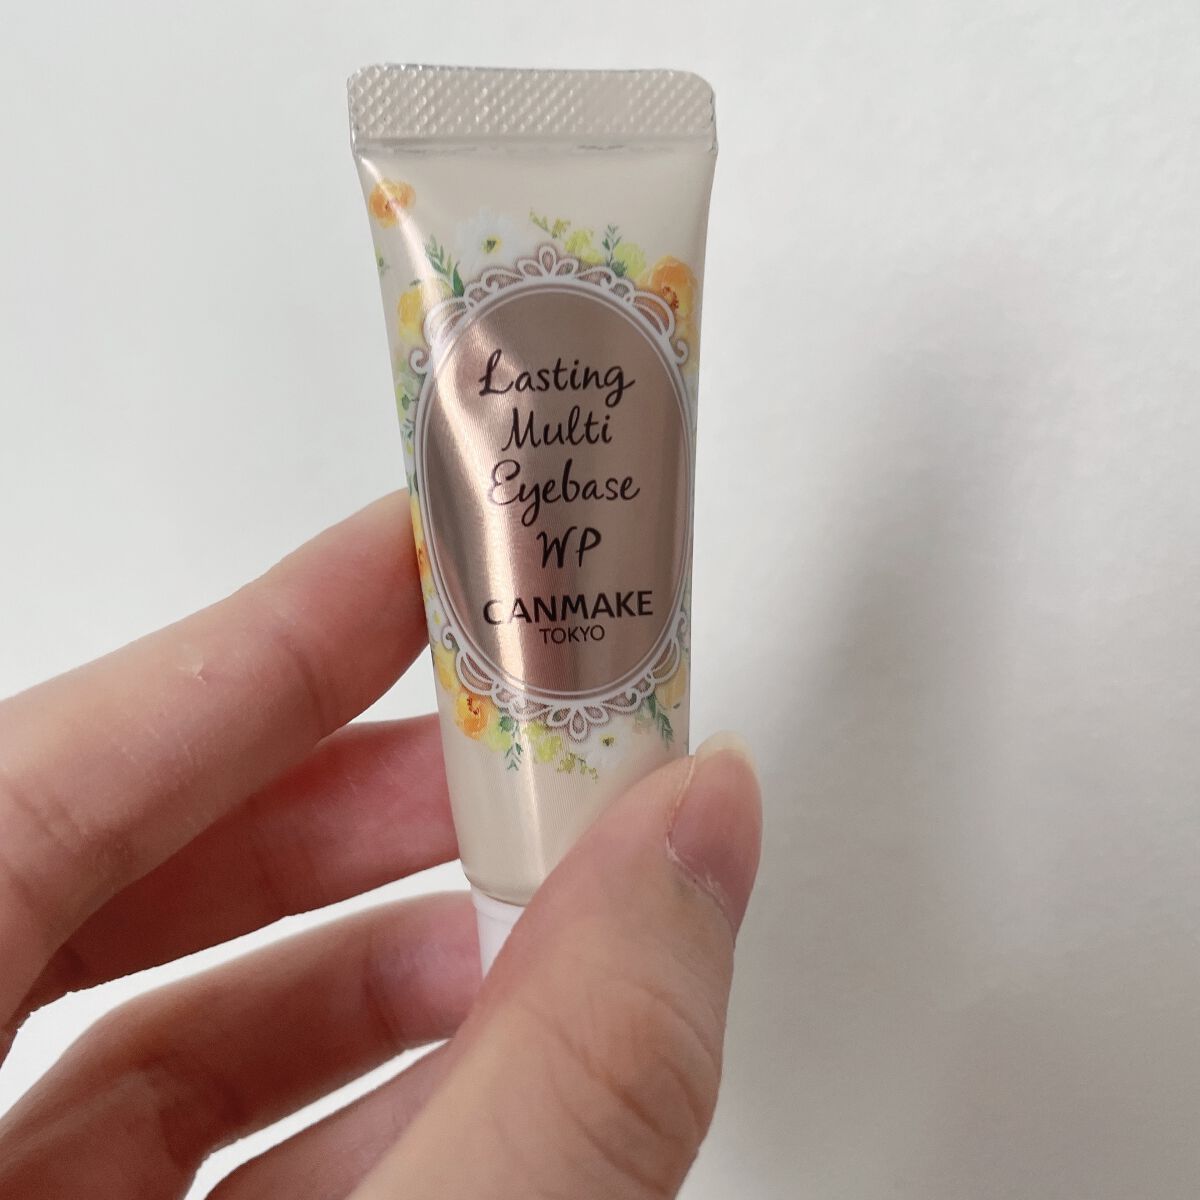 Lasting
Multi
Eyebase
WP
CANMAKE
TOKYO